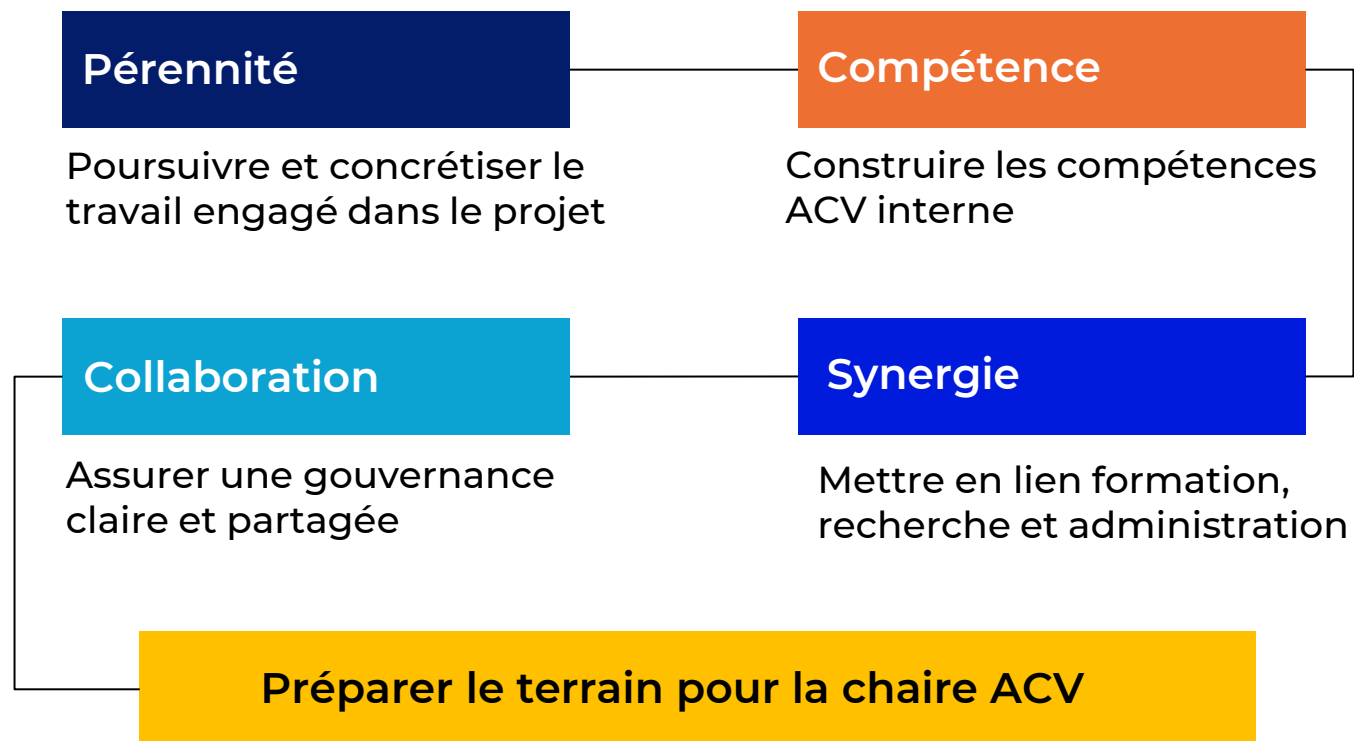 Pérennité
Poursuivre et concrétiser le
travail engagé dans le projet
Compétence
Construire les compétences
ACV interne
Synergie
Mettre en lien formation,
recherche et administration
Collaboration
Assurer une gouvernance
claire et partagée
Préparer le terrain pour la chaire ACV